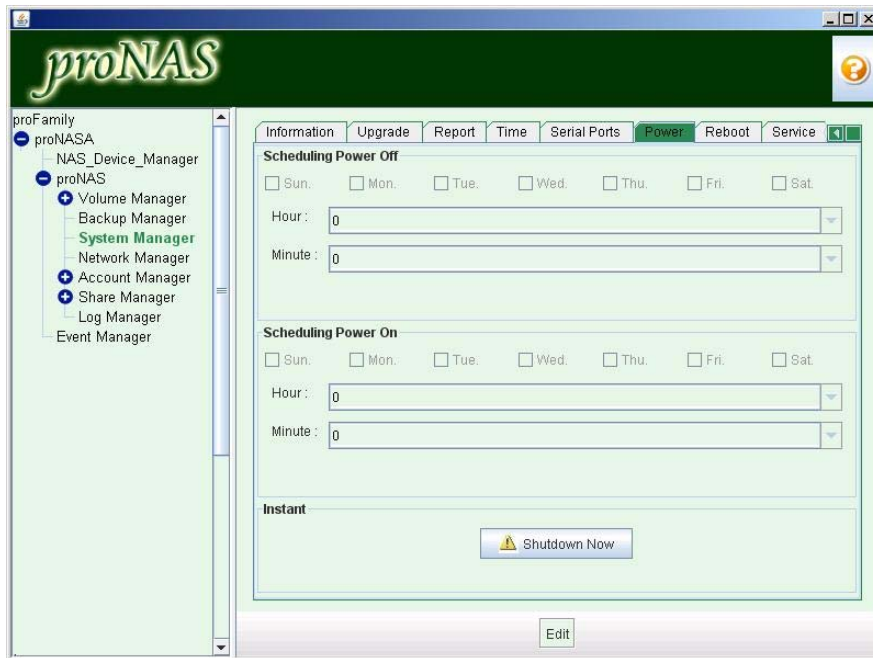 proNAS
proFamily
proNASA
NAS_Device_Manager
proNAS
Volume Manager
Backup Manager
System Manager
Network Manager
Account Manager
Share Manager
Log Manager
Event Manager
Information Upgrade Report Time Serial Ports Power Reboot Service
Scheduling Power Off
Sun. Mon. Tue. Wed. Thu. Fri. Sat.
Hour : 0
Minute : 0
Scheduling Power On
Sun. Mon. Tue. Wed. Thu. Fri. Sat.
Hour : 0
Minute : 0
Instant
Shutdown Now
Edit